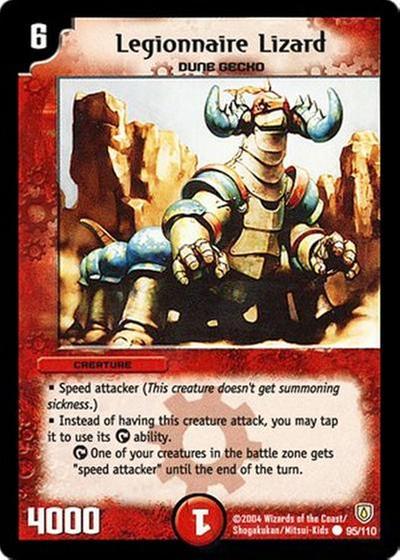 6
Legionnaire Lizard
DUNE GECKO
CREATURE
▪ Speed attacker (This creature doesn't get summoning
sickness.)
▪ Instead of having this creature attack, you may tap
it to use its ability.
One of your creatures in the battle zone gets
"speed attacker" until the end of the turn.
4000
1
©2004 Wizards of the Coast/
Shogakukan/Mitsui-Kids ● 95/110